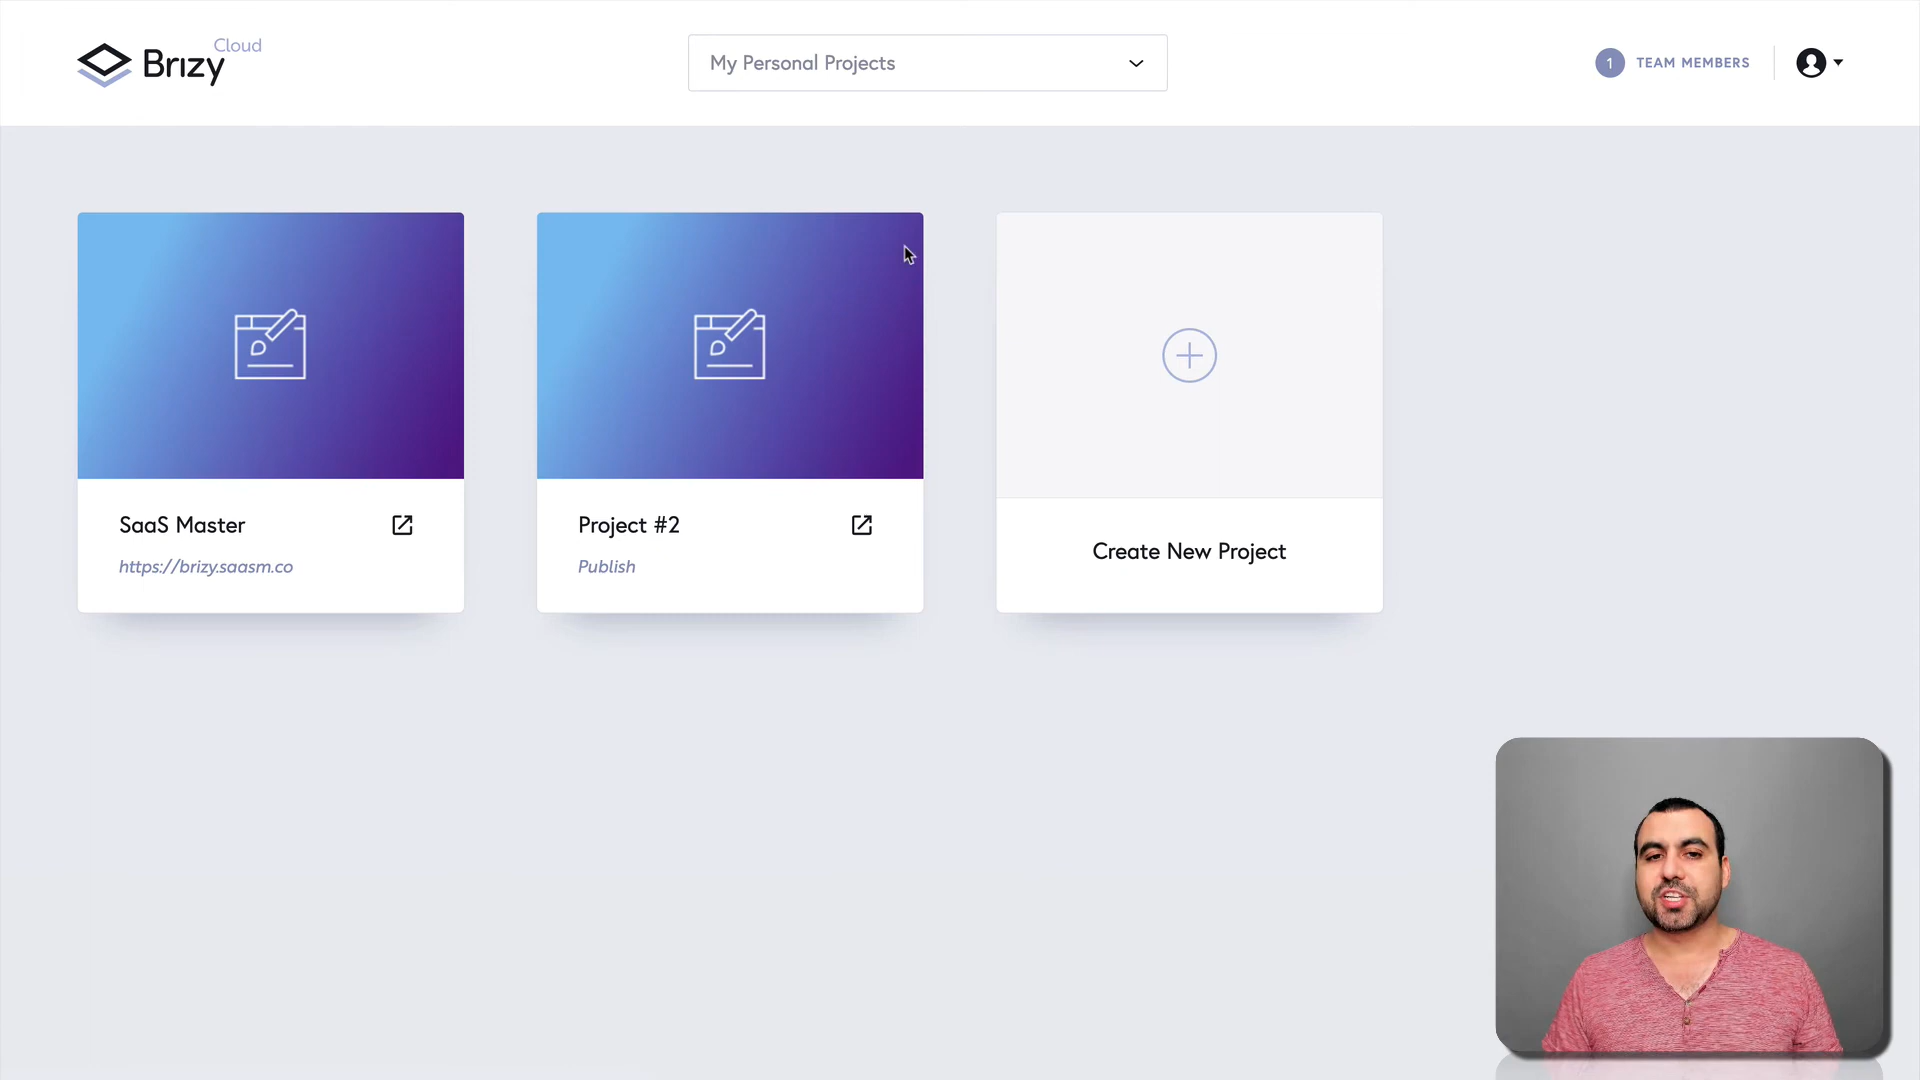 Brizy Cloud
My Personal Projects
1 TEAM MEMBERS
SaaS Master
https://brizy.saasm.co
Project #2
Publish
Create New Project